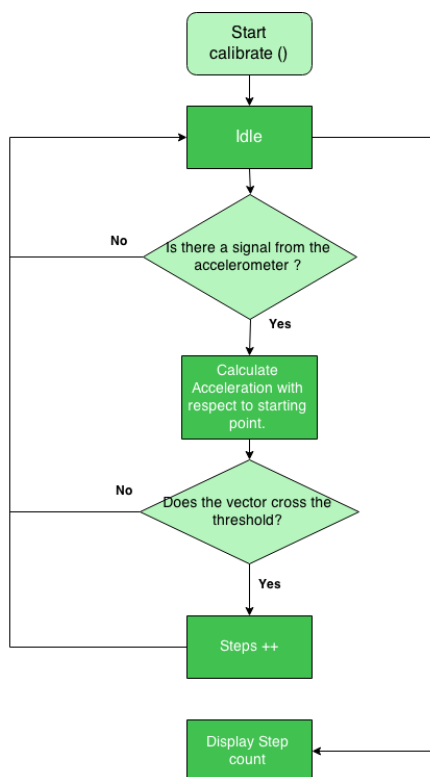 Start
calibrate ()
Idle
No
Is there a signal from the
accelerometer ?
Yes
Calculate
Acceleration with
respect to starting
point.
No
Does the vector cross the
threshold?
Yes
Steps ++
Display Step
count